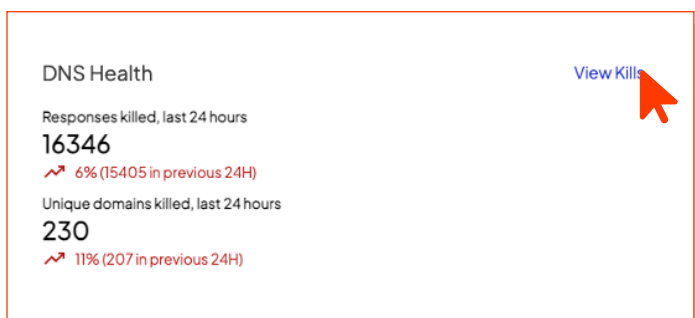 DNS Health
View Kills
Responses killed, last 24 hours
16346
6% (15405 in previous 24H)
Unique domains killed, last 24 hours
230
11% (207 in previous 24H)